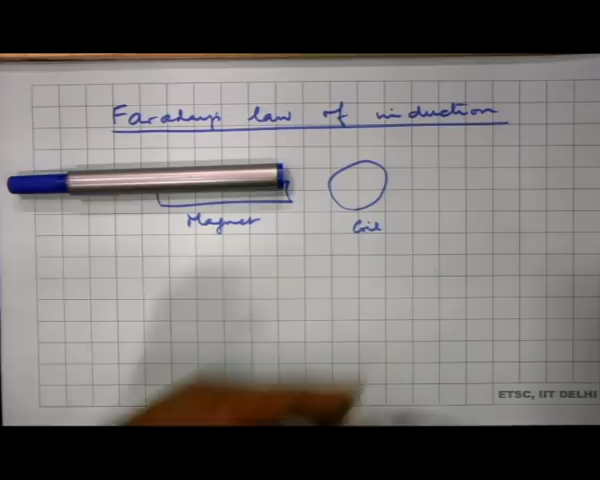 Faradays law of induction
Magnet
Coil
ETSC, IIT DELHI